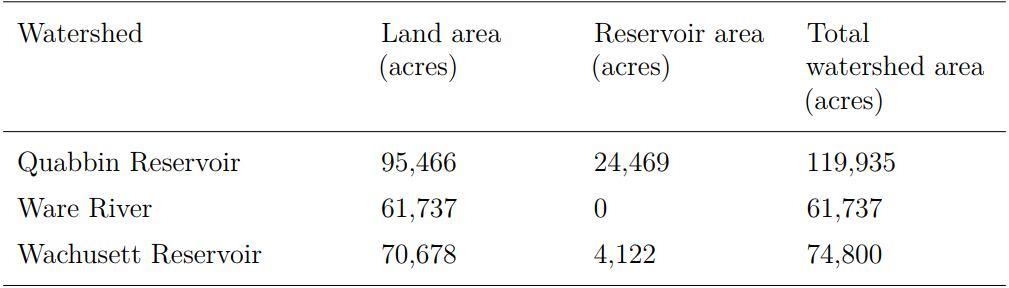 Watershed Land area Reservoir area Total
(acres) (acres) watershed area
(acres)
Quabbin Reservoir 95,466 24,469 119,935
Ware River 61,737 0 61,737
Wachusett Reservoir 70,678 4,122 74,800